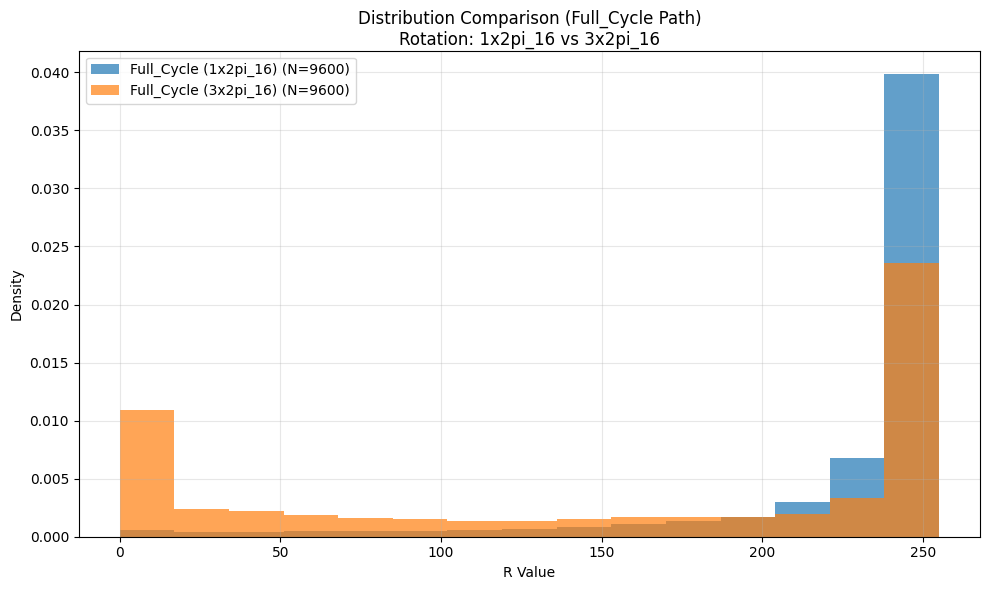 Distribution Comparison (Full_Cycle Path)
Rotation: 1x2pi_16 vs 3x2pi_16
Full_Cycle (1x2pi_16) (N=9600)
Full_Cycle (3x2pi_16) (N=9600)
0.040
0.035
0.030
0.025
0.020
0.015
0.010
0.005
0.000
Density
0 50 100 150 200 250
R Value